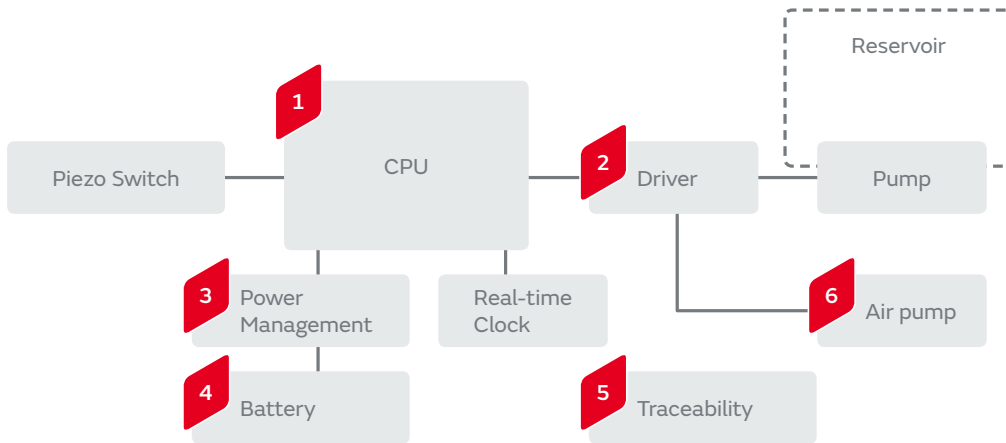 Reservoir
1
CPU
Piezo Switch
2
Driver
Pump
3
Power
Management
Real-time
Clock
6
Air pump
4
Battery
5
Traceability